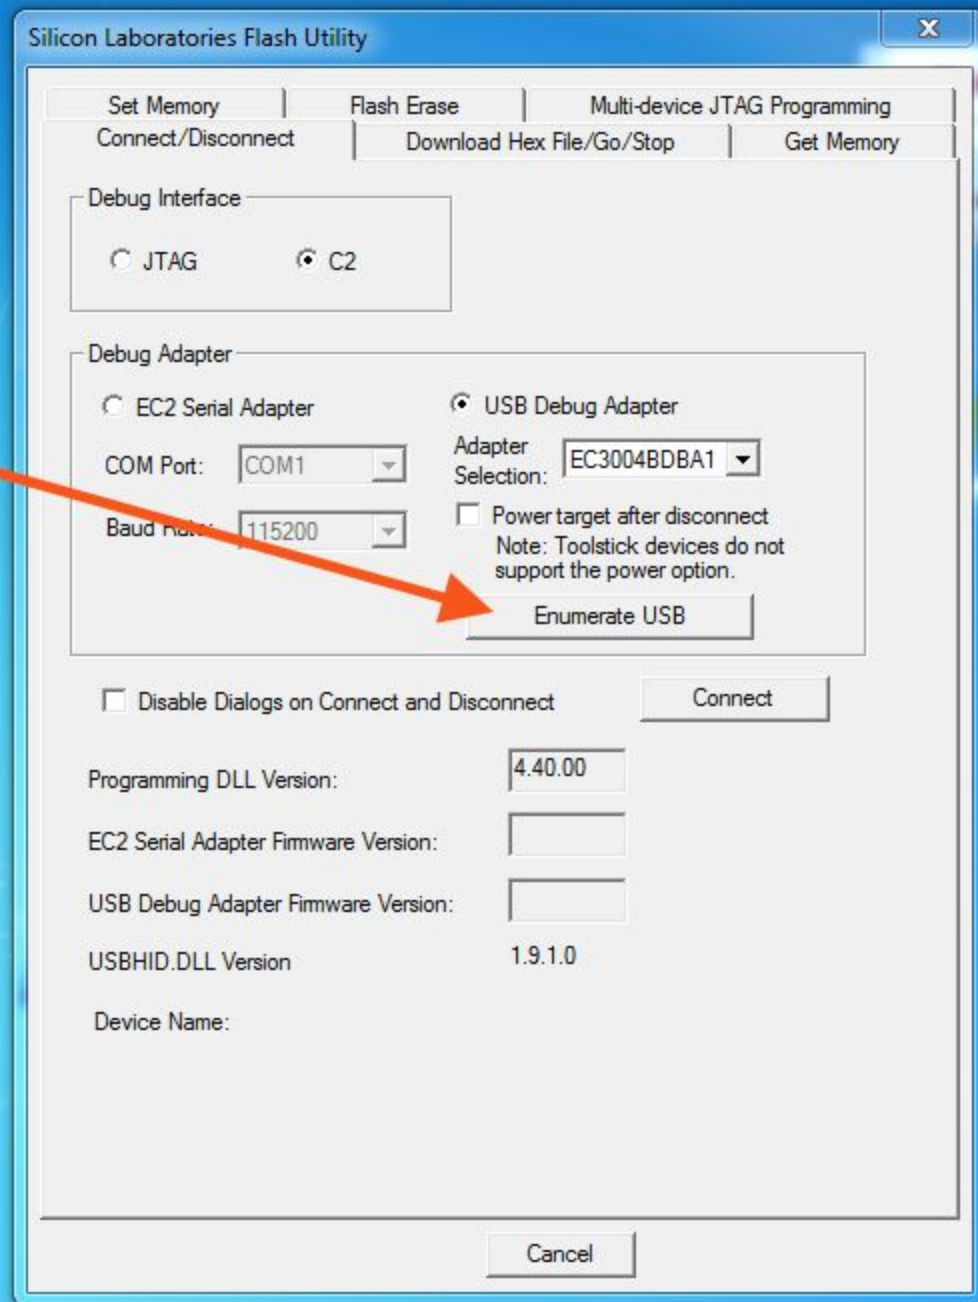 Silicon Laboratories Flash Utility
X
Set Memory
Flash Erase
Multi-device JTAG Programming
Connect/Disconnect
Download Hex File/Go/Stop
Get Memory
Debug Interface
JTAG
C2
Debug Adapter
EC2 Serial Adapter
USB Debug Adapter
COM Port:
COM1
Adapter
Selection:
EC3004BDBA1
Baud Rate:
115200
Power target after disconnect
Note: Toolstick devices do not
support the power option.
Enumerate USB
Disable Dialogs on Connect and Disconnect
Connect
Programming DLL Version:
4.40.00
EC2 Serial Adapter Firmware Version:
USB Debug Adapter Firmware Version:
USBHID.DLL Version
1.9.1.0
Device Name:
Cancel